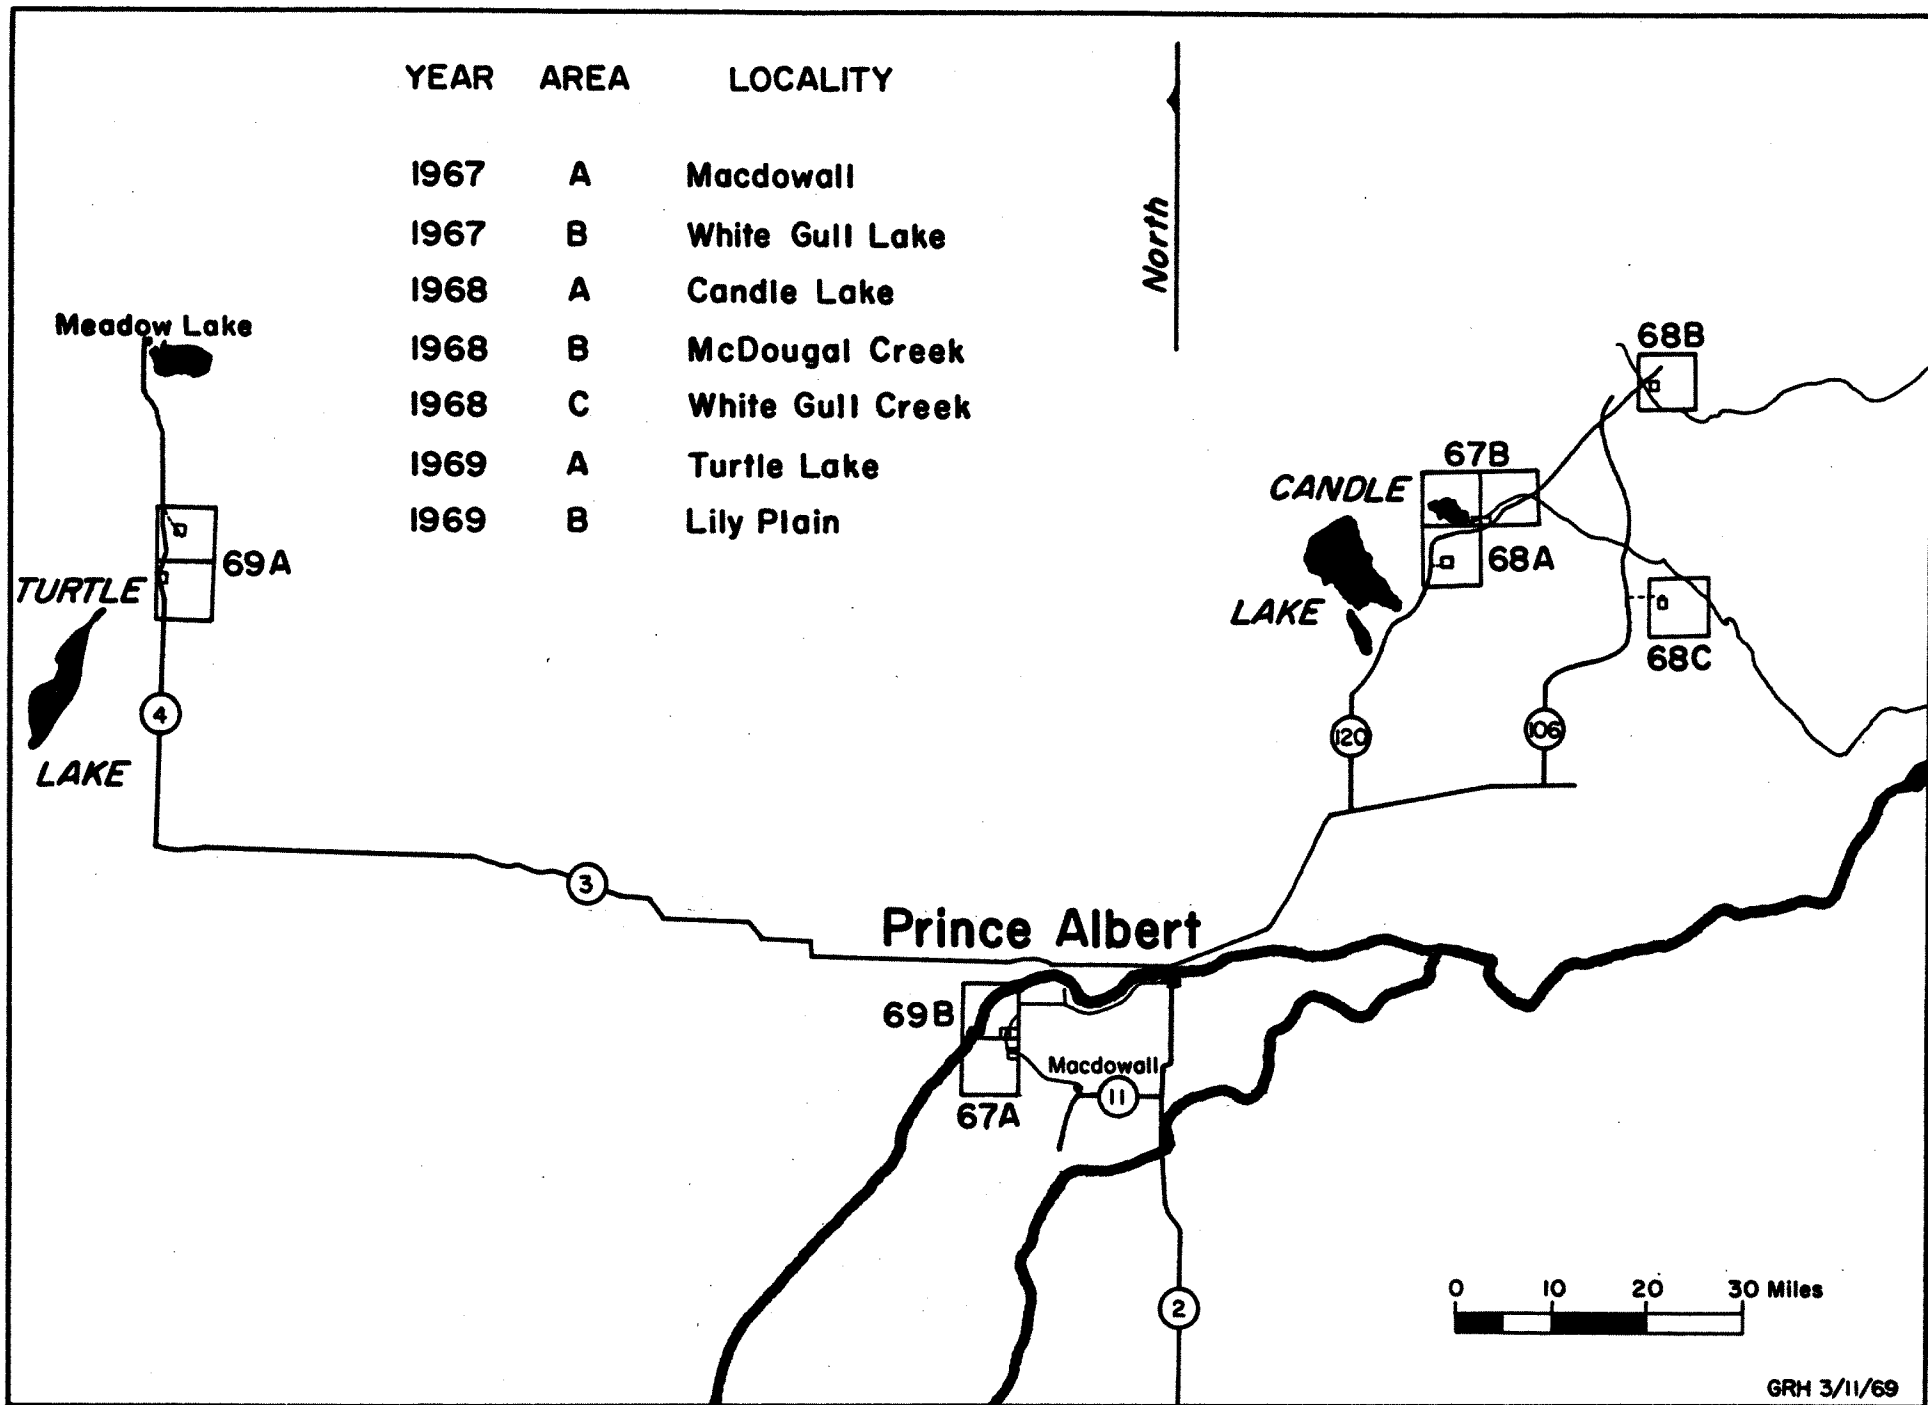 YEAR AREA LOCALITY
1967 A Macdowall
1967 B White Gull Lake
1968 A Candle Lake
1968 B McDougal Creek
1968 C White Gull Creek
1969 A Turtle Lake
1969 B Lily Plain
North
Meadow Lake
69A
TURTLE
LAKE
4
3
68B
67B
CANDLE
LAKE
68A
68C
120
106
Prince Albert
69B
Macdowall
11
67A
2
0 10 20 30 Miles
GRH 3/11/69